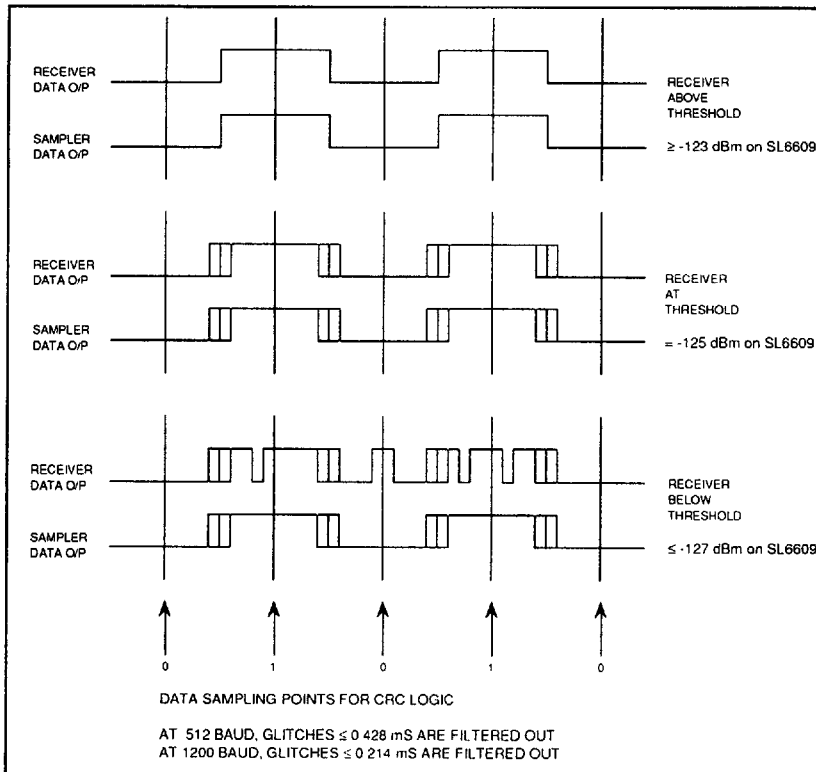 RECEIVER
DATA O/P
RECEIVER
ABOVE
THRESHOLD
SAMPLER
DATA O/P
≥ -123 dBm on SL6609
RECEIVER
DATA O/P
RECEIVER
AT
THRESHOLD
SAMPLER
DATA O/P
= -125 dBm on SL6609
RECEIVER
DATA O/P
RECEIVER
BELOW
THRESHOLD
SAMPLER
DATA O/P
≤ -127 dBm on SL6609
0 1 0 1 0
DATA SAMPLING POINTS FOR CRC LOGIC
AT 512 BAUD, GLITCHES ≤ 0 428 mS ARE FILTERED OUT
AT 1200 BAUD, GLITCHES ≤ 0 214 mS ARE FILTERED OUT